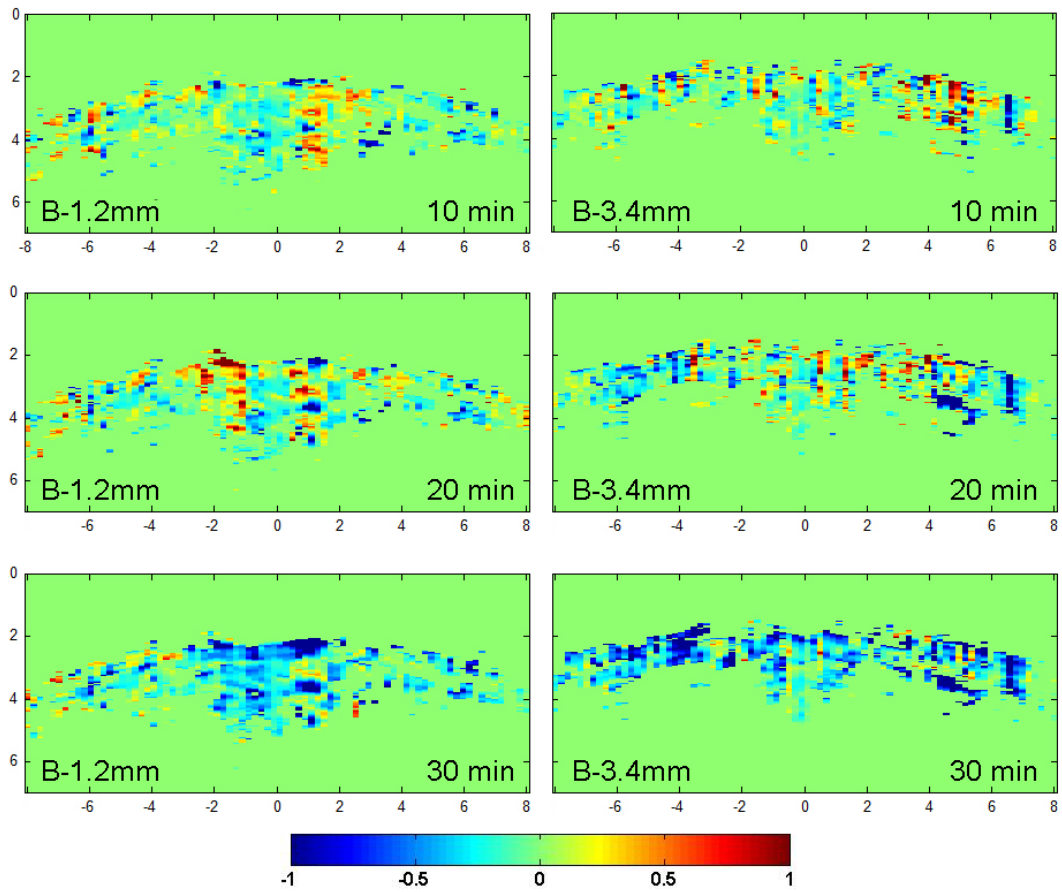 0
2
4
6
B-1.2mm 10 min
-8 -6 -4 -2 0 2 4 6 8
B-3.4mm 10 min
-6 -4 -2 0 2 4 6 8
0
2
4
6
B-1.2mm 20 min
-6 -4 -2 0 2 4 6 8
B-3.4mm 20 min
-6 -4 -2 0 2 4 6 8
0
2
4
6
B-1.2mm 30 min
-6 -4 -2 0 2 4 6 8
B-3.4mm 30 min
-6 -4 -2 0 2 4 6 8
-1 -0.5 0 0.5 1